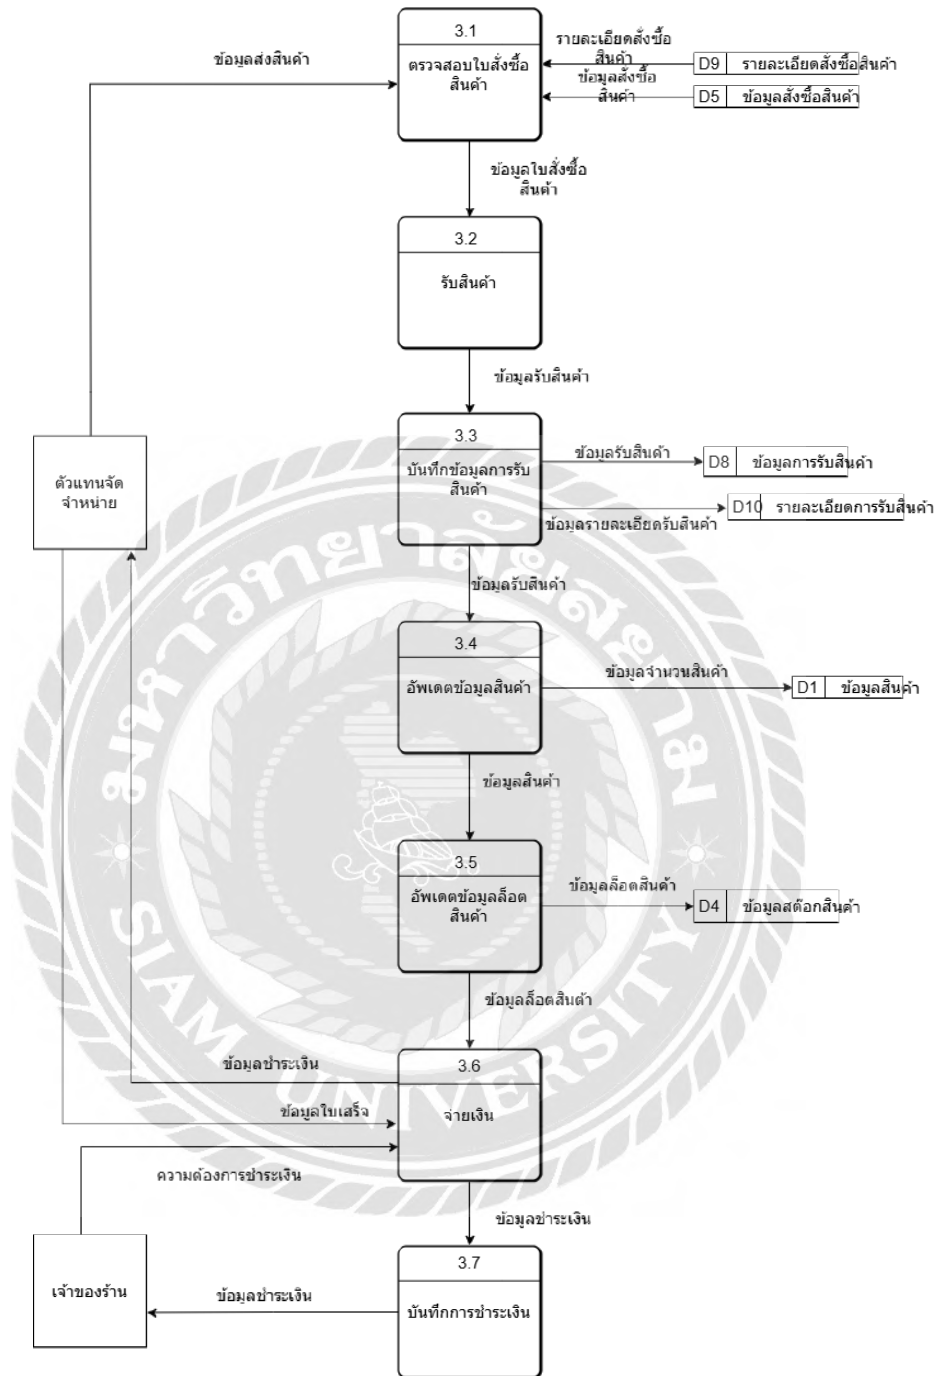 3.1
ตรวจสอบใบสั่งซื้อ
สินค้า
ข้อมูลส่งสินค้า
รายละเอียดสั่งซื้อ
สินค้า
D9 รายละเอียดสั่งซื้อสินค้า
ข้อมูลสั่งซื้อ
สินค้า
D5 ข้อมูลสั่งซื้อสินค้า
ข้อมูลใบสั่งซื้อ
สินค้า
3.2
รับสินค้า
ข้อมูลรับสินค้า
3.3
บันทึกข้อมูลการรับ
สินค้า
ข้อมูลรับสินค้า
D8 ข้อมูลการรับสินค้า
ข้อมูลรายละเอียดรับสินค้า
D10 รายละเอียดการรับสินค้า
ตัวแทนจัด
จำหน่าย
ข้อมูลรับสินค้า
3.4
อัพเดตข้อมูลสินค้า
ข้อมูลจำนวนสินค้า
D1 ข้อมูลสินค้า
ข้อมูลสินค้า
3.5
อัพเดตข้อมูลล็อต
สินค้า
ข้อมูลล็อตสินค้า
D4 ข้อมูลสต๊อกสินค้า
ข้อมูลล็อตสินค้า
3.6
จ่ายเงิน
ข้อมูลชำระเงิน
ข้อมูลใบเสร็จ
ความต้องการชำระเงิน
ข้อมูลชำระเงิน
3.7
บันทึกการชำระเงิน
ข้อมูลชำระเงิน
เจ้าของร้าน
มหาวิทยาลัยสยาม
SIAM UNIVERSITY